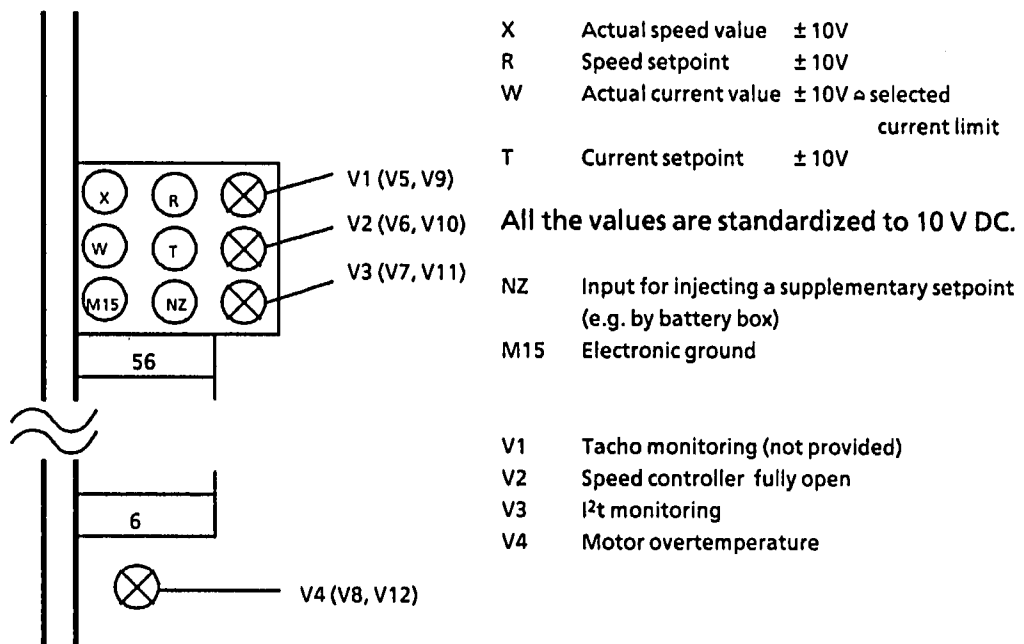 X Actual speed value ± 10V
R Speed setpoint ± 10V
W Actual current value ± 10V ≙ selected
current limit
T Current setpoint ± 10V
X R V1 (V5, V9)
W T V2 (V6, V10)
M15 NZ V3 (V7, V11)
All the values are standardized to 10 V DC.
NZ Input for injecting a supplementary setpoint
(e.g. by battery box)
M15 Electronic ground
56
V1 Tacho monitoring (not provided)
V2 Speed controller fully open
V3 I²t monitoring
V4 Motor overtemperature
6
V4 (V8, V12)